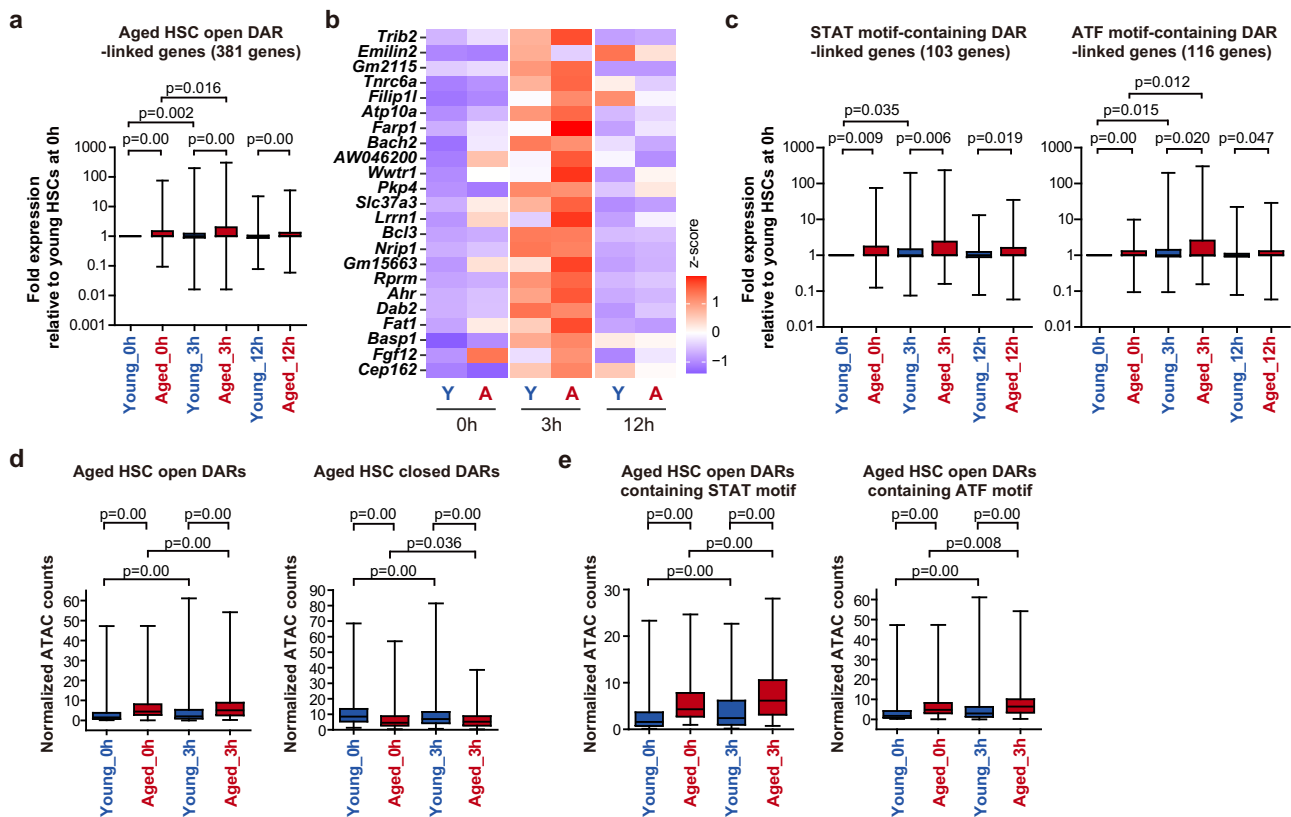 a
Aged HSC open DAR
-linked genes (381 genes)
p=0.016
p=0.002
p=0.00
p=0.00
p=0.00
Fold expression
relative to young HSCs at 0h
1000
100
10
1
0.1
0.01
0.001
Young_0h
Aged_0h
Young_3h
Aged_3h
Young_12h
Aged_12h
b
Trib2
Emilin2
Gm2115
Tnrc6a
Filip1l
Atp10a
Farp1
Bach2
AW046200
Wwtr1
Pkp4
Slc37a3
Lrrn1
Bcl3
Nrip1
Gm15663
Rprm
Ahr
Dab2
Fat1
Basp1
Fgf12
Cep162
Y A Y A Y A
0h 3h 12h
z-score
1
0
−1
c
STAT motif-containing DAR
-linked genes (103 genes)
p=0.035
p=0.009
p=0.006
p=0.019
Fold expression
relative to young HSCs at 0h
1000
100
10
1
0.1
0.01
Young_0h
Aged_0h
Young_3h
Aged_3h
Young_12h
Aged_12h
ATF motif-containing DAR
-linked genes (116 genes)
p=0.012
p=0.015
p=0.00
p=0.020
p=0.047
1000
100
10
1
0.1
0.01
Young_0h
Aged_0h
Young_3h
Aged_3h
Young_12h
Aged_12h
d
Aged HSC open DARs
p=0.00
p=0.00
p=0.00
p=0.00
Normalized ATAC counts
60
50
40
30
20
10
0
Young_0h
Aged_0h
Young_3h
Aged_3h
Aged HSC closed DARs
p=0.00
p=0.00
p=0.036
p=0.00
Normalized ATAC counts
90
80
70
60
50
40
30
20
10
0
Young_0h
Aged_0h
Young_3h
Aged_3h
e
Aged HSC open DARs
containing STAT motif
p=0.00
p=0.00
p=0.00
p=0.00
Normalized ATAC counts
30
20
10
0
Young_0h
Aged_0h
Young_3h
Aged_3h
Aged HSC open DARs
containing ATF motif
p=0.00
p=0.00
p=0.008
p=0.00
Normalized ATAC counts
60
50
40
30
20
10
0
Young_0h
Aged_0h
Young_3h
Aged_3h